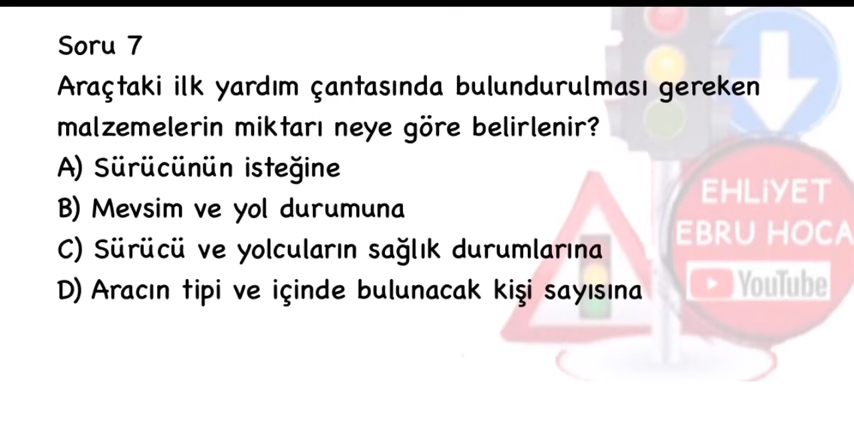 Soru 7
Araçtaki ilk yardım çantasında bulundurulması gereken
malzemelerin miktarı neye göre belirlenir?
A) Sürücünün isteğine
B) Mevsim ve yol durumuna
C) Sürücü ve yolcuların sağlık durumlarına
D) Aracın tipi ve içinde bulunacak kişi sayısına
EHLİYET
EBRU HOCA
YouTube